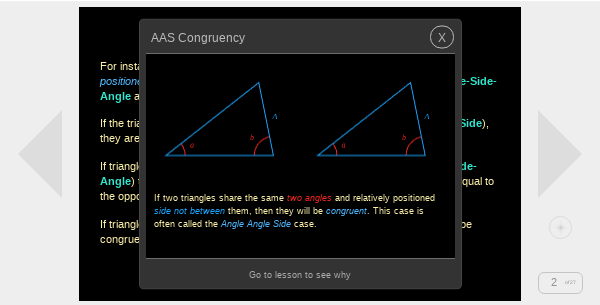 AAS Congruency
X
For insta
positione
e-Side-
Angle a
If the tria
Side),
they are
If triangl
de-
Angle) t
qual to
the oppo
If triangl
be
congrue
A
A
a
b
a
b
If two triangles share the same two angles and relatively positioned
side not between them, then they will be congruent. This case is
often called the Angle Angle Side case.
Go to lesson to see why
2 of 27